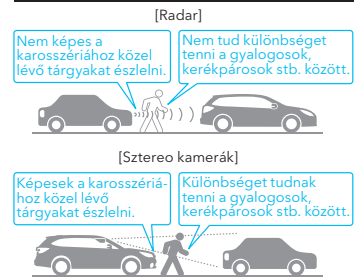 [Radar]
Nem képes a
karosszériához közel
lévő tárgyakat észlelni.
Nem tud különbséget
tenni a gyalogosok,
kerékpárosok stb. között.
[Sztereo kamerák]
Képesek a karosszériá-
hoz közel lévő
tárgyakat észlelni.
Különbséget tudnak
tenni a gyalogosok,
kerékpárosok stb. között.